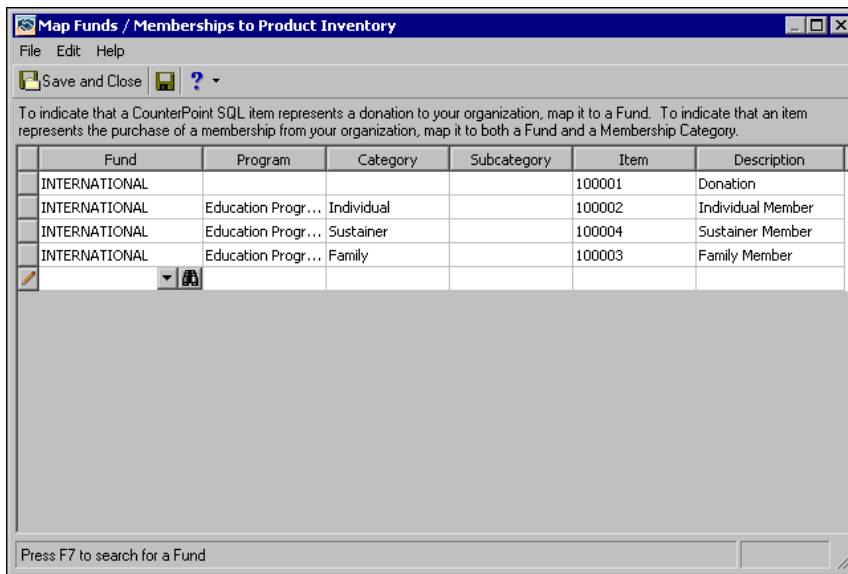 Map Funds / Memberships to Product Inventory
File Edit Help
Save and Close ?
To indicate that a CounterPoint SQL item represents a donation to your organization, map it to a Fund. To indicate that an item
represents the purchase of a membership from your organization, map it to both a Fund and a Membership Category.
Fund Program Category Subcategory Item Description
INTERNATIONAL 100001 Donation
INTERNATIONAL Education Progr... Individual 100002 Individual Member
INTERNATIONAL Education Progr... Sustainer 100004 Sustainer Member
INTERNATIONAL Education Progr... Family 100003 Family Member
Press F7 to search for a Fund